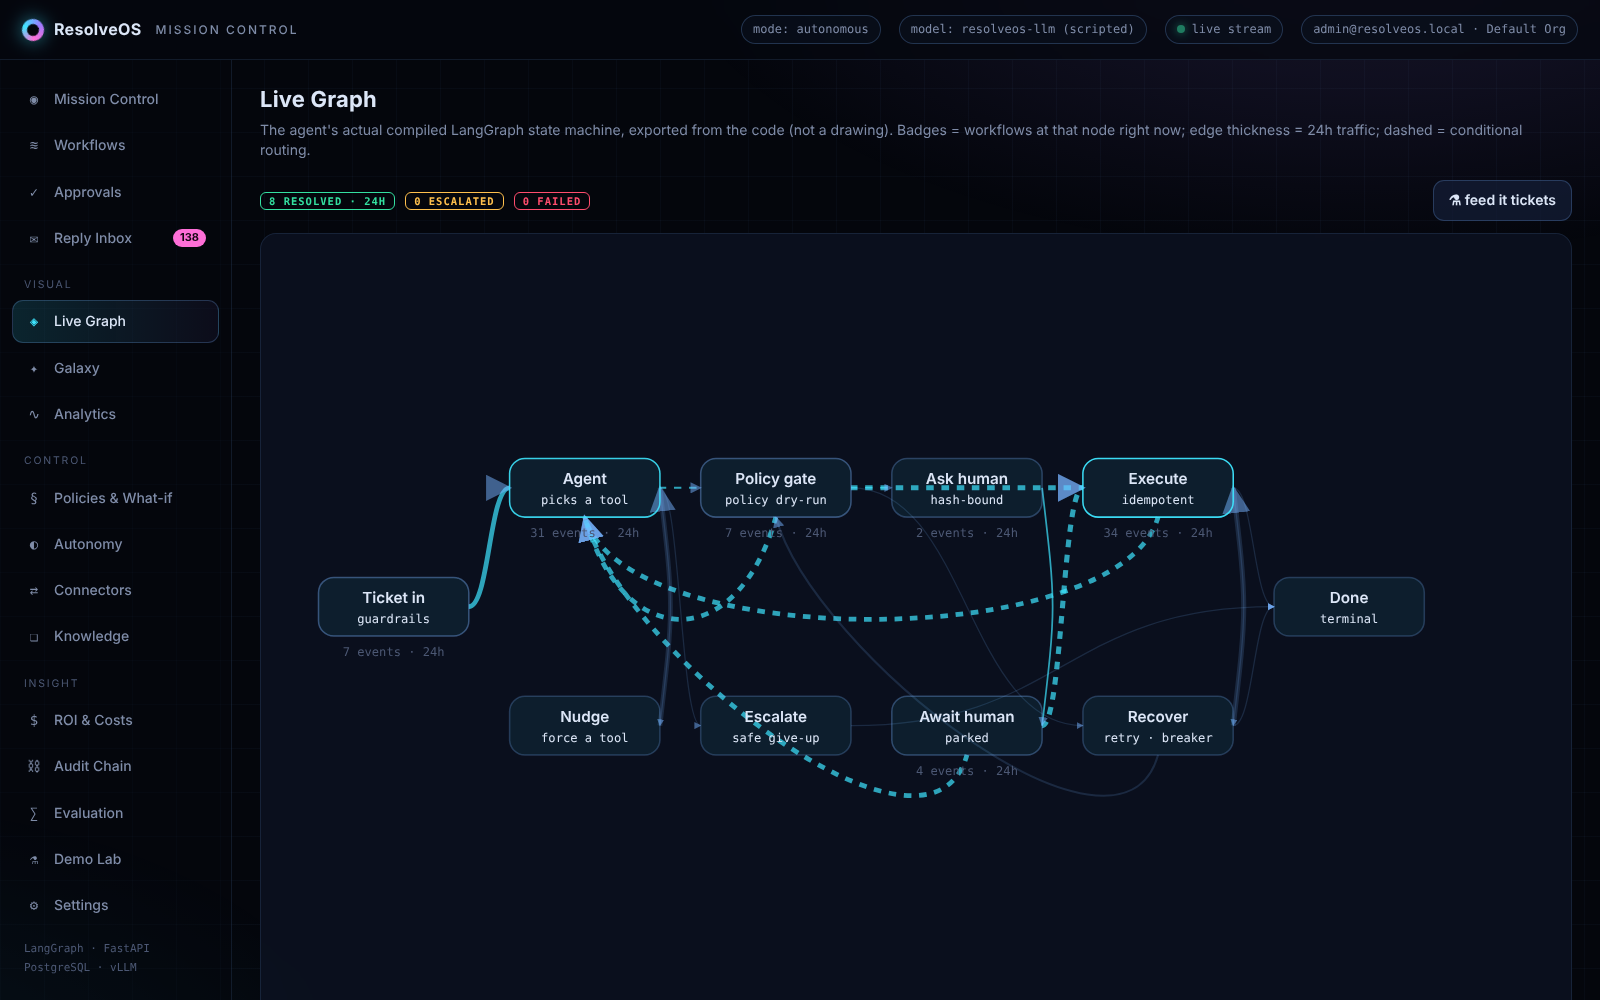 ResolveOS MISSION CONTROL
mode: autonomous
model: resolveos-llm (scripted)
live stream
admin@resolveos.local · Default Org
Mission Control
Workflows
Approvals
Reply Inbox 138
VISUAL
Live Graph
Galaxy
Analytics
CONTROL
§ Policies & What-if
Autonomy
Connectors
Knowledge
INSIGHT
$ ROI & Costs
Audit Chain
∑ Evaluation
Demo Lab
Settings
LangGraph · FastAPI
PostgreSQL · vLLM
Live Graph
The agent's actual compiled LangGraph state machine, exported from the code (not a drawing). Badges = workflows at that node right now; edge thickness = 24h traffic; dashed = conditional
routing.
8 RESOLVED · 24H
0 ESCALATED
0 FAILED
feed it tickets
Agent
picks a tool
31 events · 24h
Policy gate
policy dry-run
7 events · 24h
Ask human
hash-bound
2 events · 24h
Execute
idempotent
34 events · 24h
Ticket in
guardrails
7 events · 24h
Done
terminal
Nudge
force a tool
Escalate
safe give-up
Await human
parked
4 events · 24h
Recover
retry · breaker